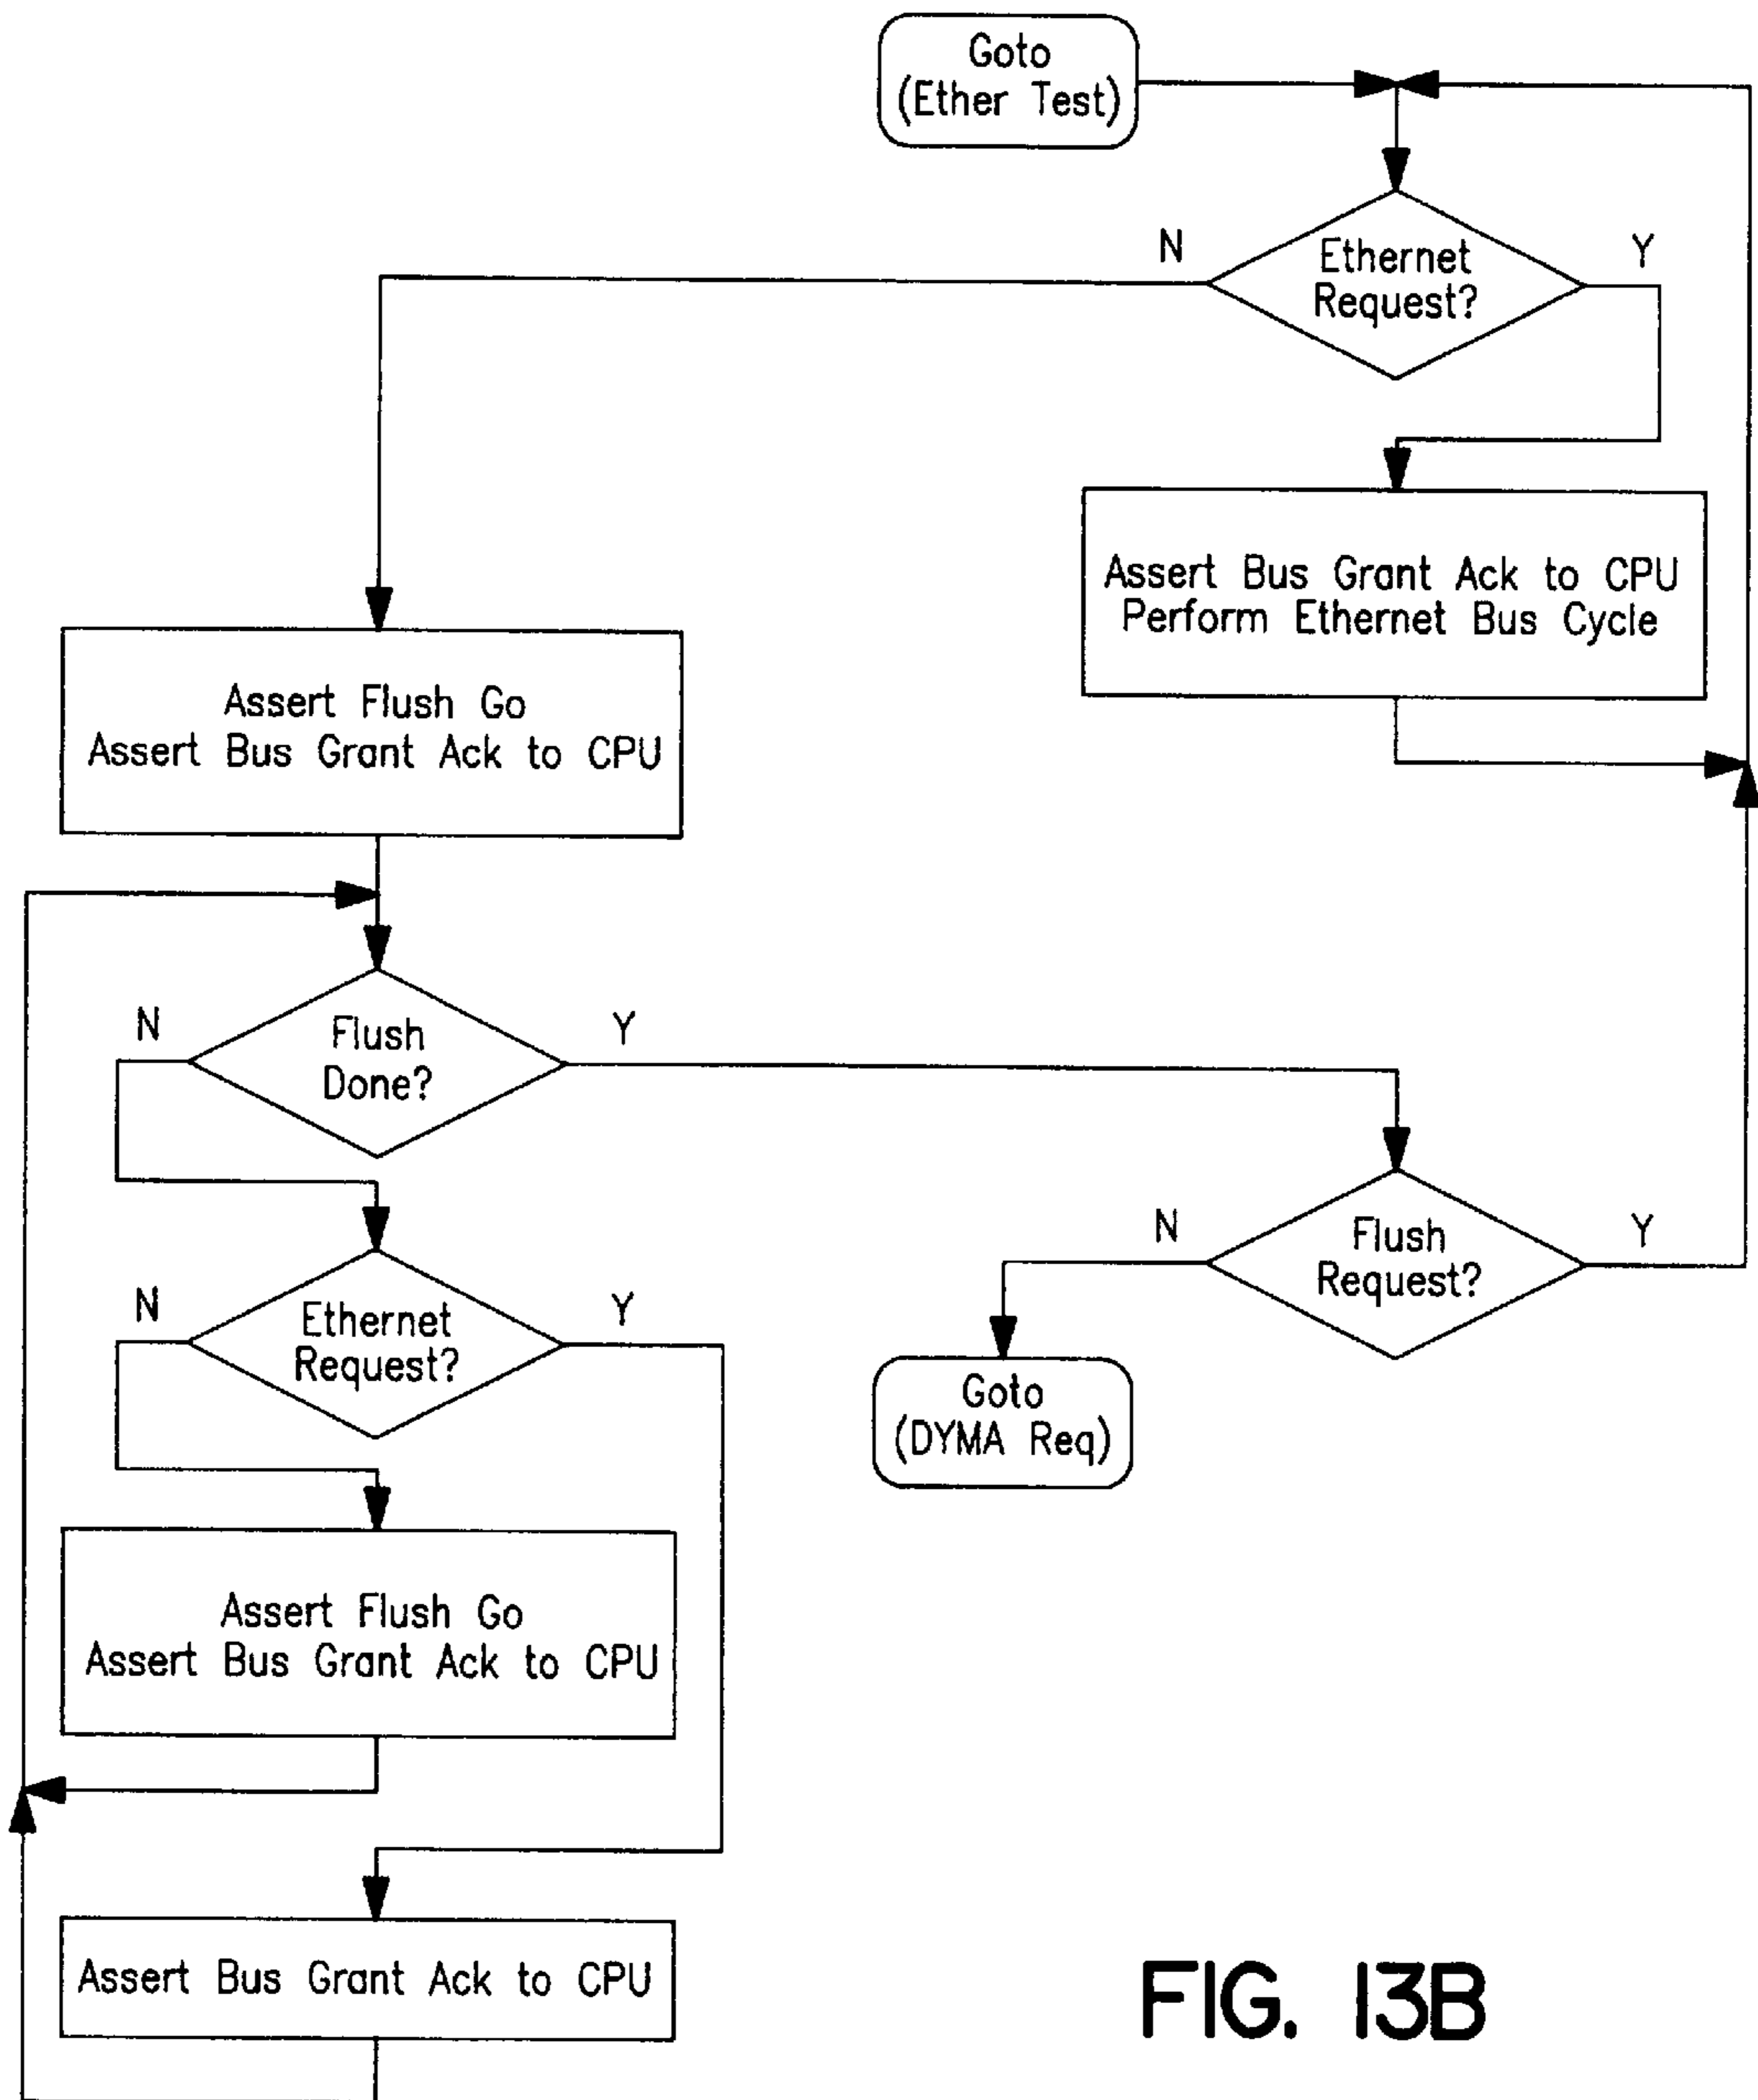 Goto
(Ether Test)
N
Ethernet
Request?
Y
Assert Bus Grant Ack to CPU
Perform Ethernet Bus Cycle
Assert Flush Go
Assert Bus Grant Ack to CPU
N
Flush
Done?
Y
N
Flush
Request?
Y
N
Ethernet
Request?
Y
Goto
(DYMA Req)
Assert Flush Go
Assert Bus Grant Ack to CPU
Assert Bus Grant Ack to CPU
FIG. 13B